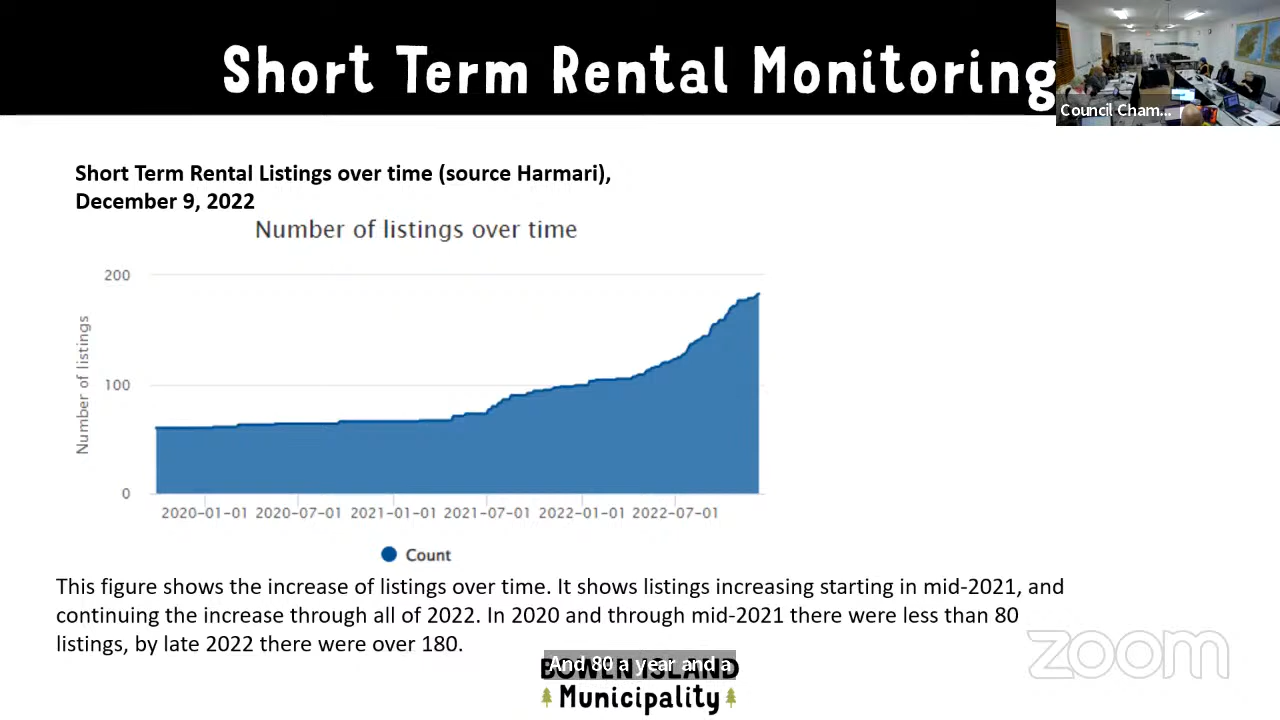 Short Term Rental Monitoring
Council Cham...
Short Term Rental Listings over time (source Harmari),
December 9, 2022
Number of listings over time
Number of listings
200
100
0
2020-01-01 2020-07-01 2021-01-01 2021-07-01 2022-01-01 2022-07-01
Count
This figure shows the increase of listings over time. It shows listings increasing starting in mid-2021, and
continuing the increase through all of 2022. In 2020 and through mid-2021 there were less than 80
listings, by late 2022 there were over 180.
zoom
And 80 a year and a
BOWEN ISLAND
Municipality